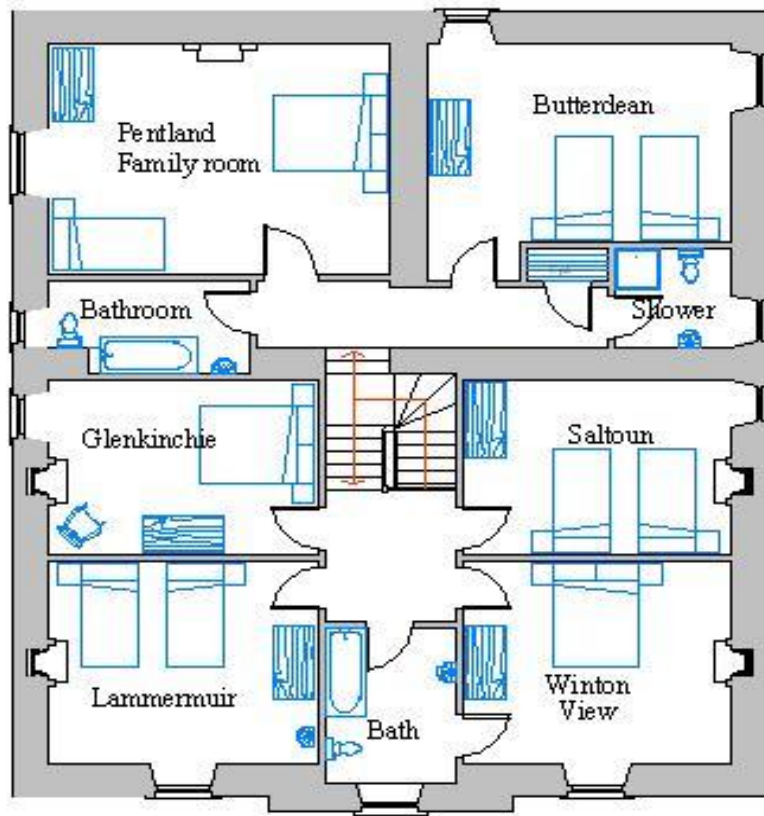 Pentland
Family room
Butterdean
Bathroom
Shower
Glenkinchie
Saltoun
Lammermuir
Bath
Winton
View